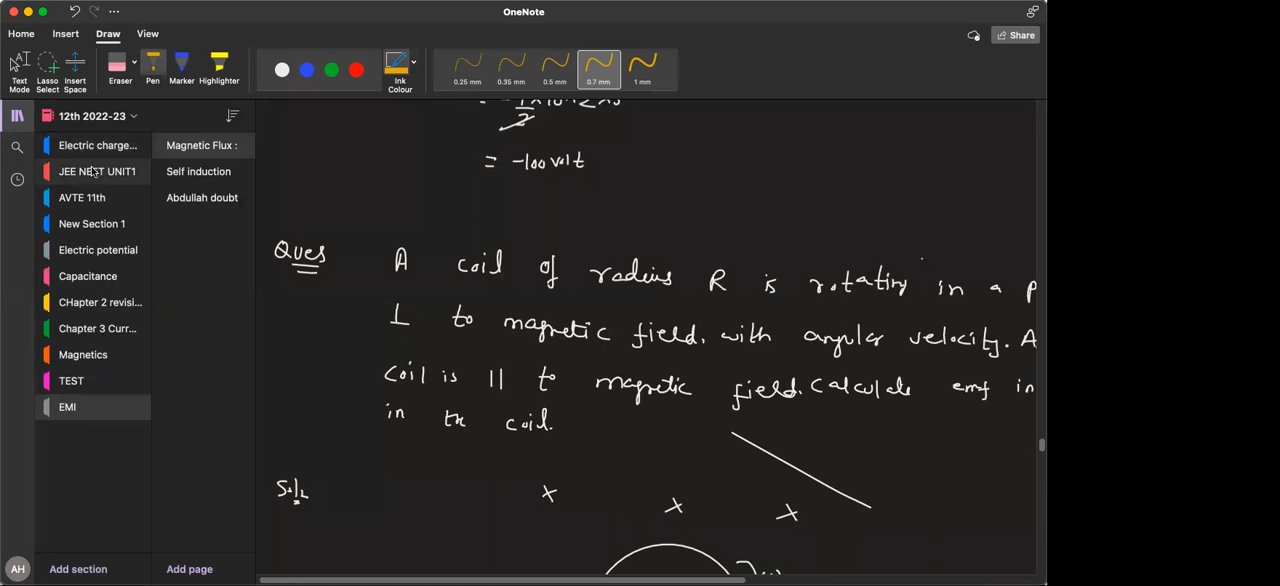 OneNote
Home Insert Draw View
Share
Text Mode
Lasso Select
Insert Space
Eraser
Pen
Marker
Highlighter
Ink Colour
0.25 mm
0.35 mm
0.5 mm
0.7 mm
1 mm
12th 2022-23
Electric charge...
JEE NEET UNIT1
AVTE 11th
New Section 1
Electric potential
Capacitance
CHapter 2 revisi...
Chapter 3 Curr...
Magnetics
TEST
EMI
Magnetic Flux :
Self induction
Abdullah doubt
= -100 volt
Ques A coil of radius R is rotating in a p
⊥ to magnetic field. with angular velocity. A
coil is || to magnetic field. Calculate emf in
in the coil.
Soln
x x x
AH
Add section
Add page